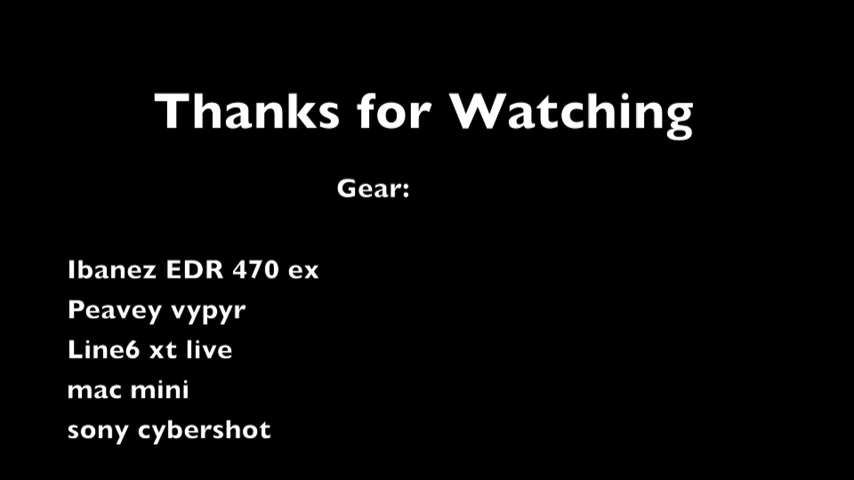 Thanks for Watching
Gear:
Ibanez EDR 470 ex
Peavey vypyr
Line6 xt live
mac mini
sony cybershot